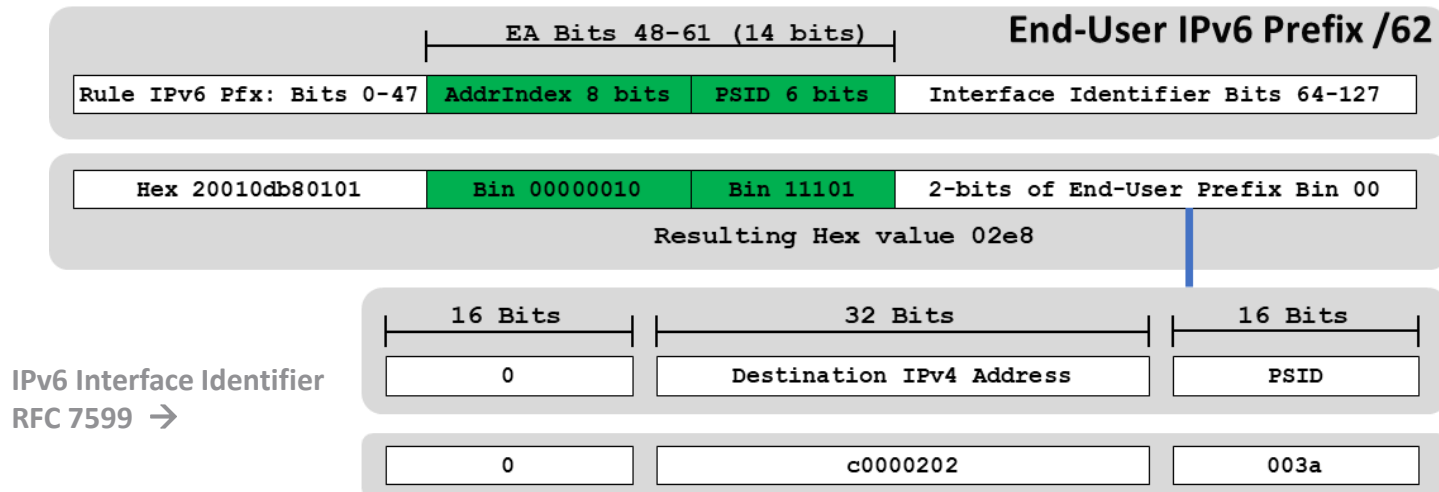 End-User IPv6 Prefix /62
EA Bits 48-61 (14 bits)
Rule IPv6 Pfx: Bits 0-47 AddrIndex 8 bits PSID 6 bits Interface Identifier Bits 64-127
Hex 20010db80101 Bin 00000010 Bin 11101 2-bits of End-User Prefix Bin 00
Resulting Hex value 02e8
16 Bits 32 Bits 16 Bits
0 Destination IPv4 Address PSID
IPv6 Interface Identifier
RFC 7599 →
0 c0000202 003a